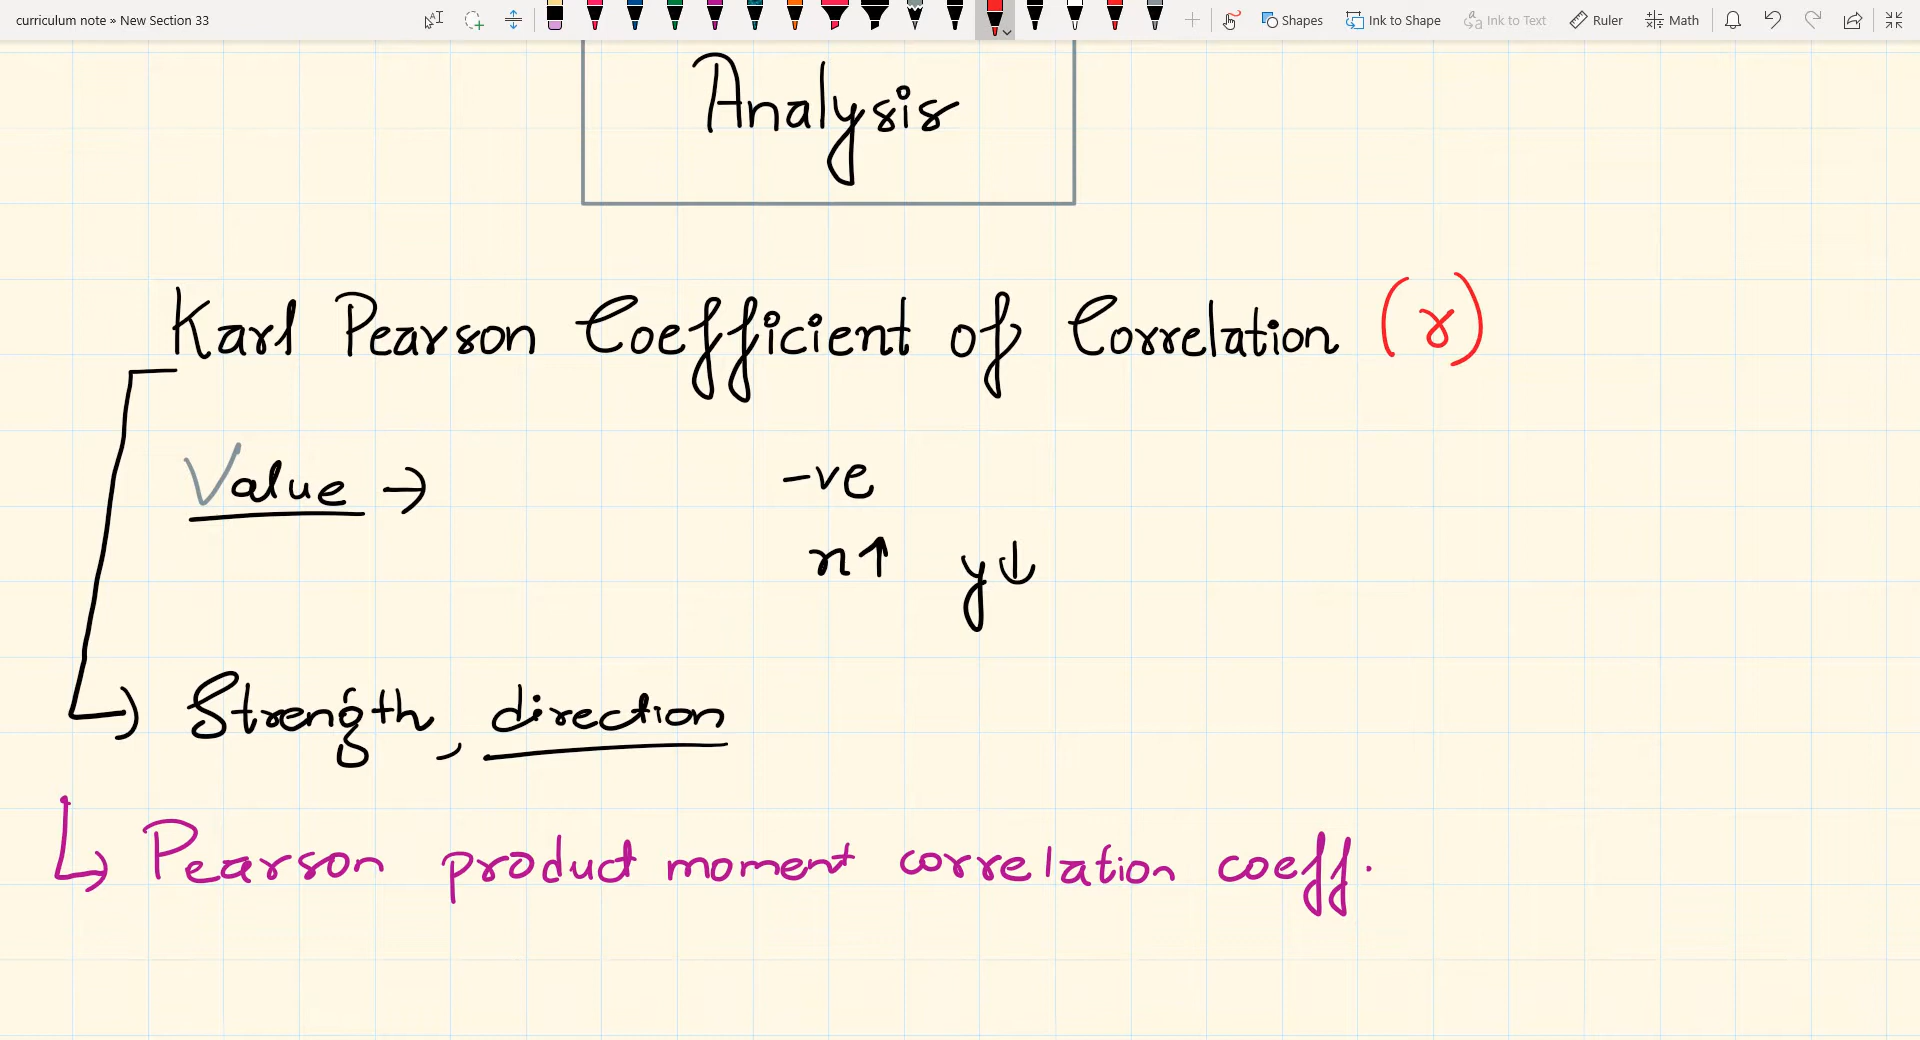 curriculum note » New Section 33
Shapes Ink to Shape Ink to Text Ruler Math
Analysis
Karl Pearson Coefficient of Correlation (r)
Value → -ve
x↑ y↓
Strength, direction
Pearson product moment correlation coeff.